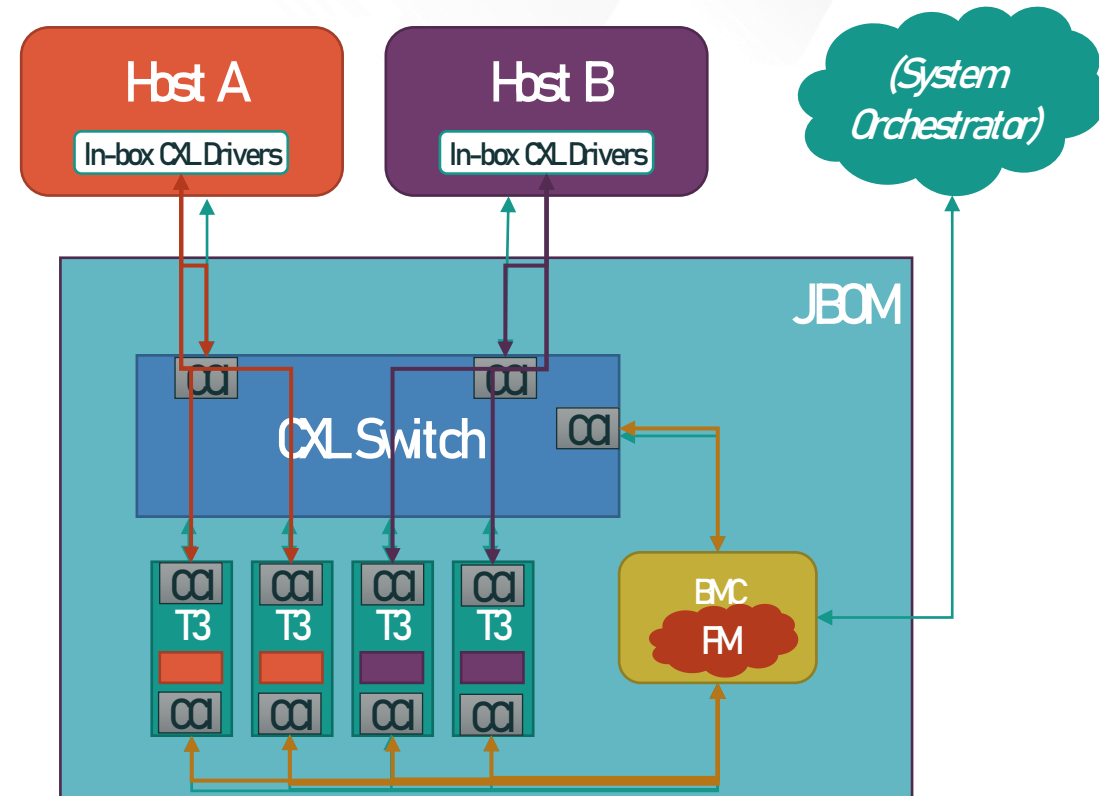 Host A
Host B
(System
Orchestrator)
In-box CXL Drivers
In-box CXL Drivers
JBOM
CCI
CCI
CCI
CXL Switch
CCI
CCI
CCI
CCI
T3
T3
T3
T3
BMC
FM
CCI
CCI
CCI
CCI